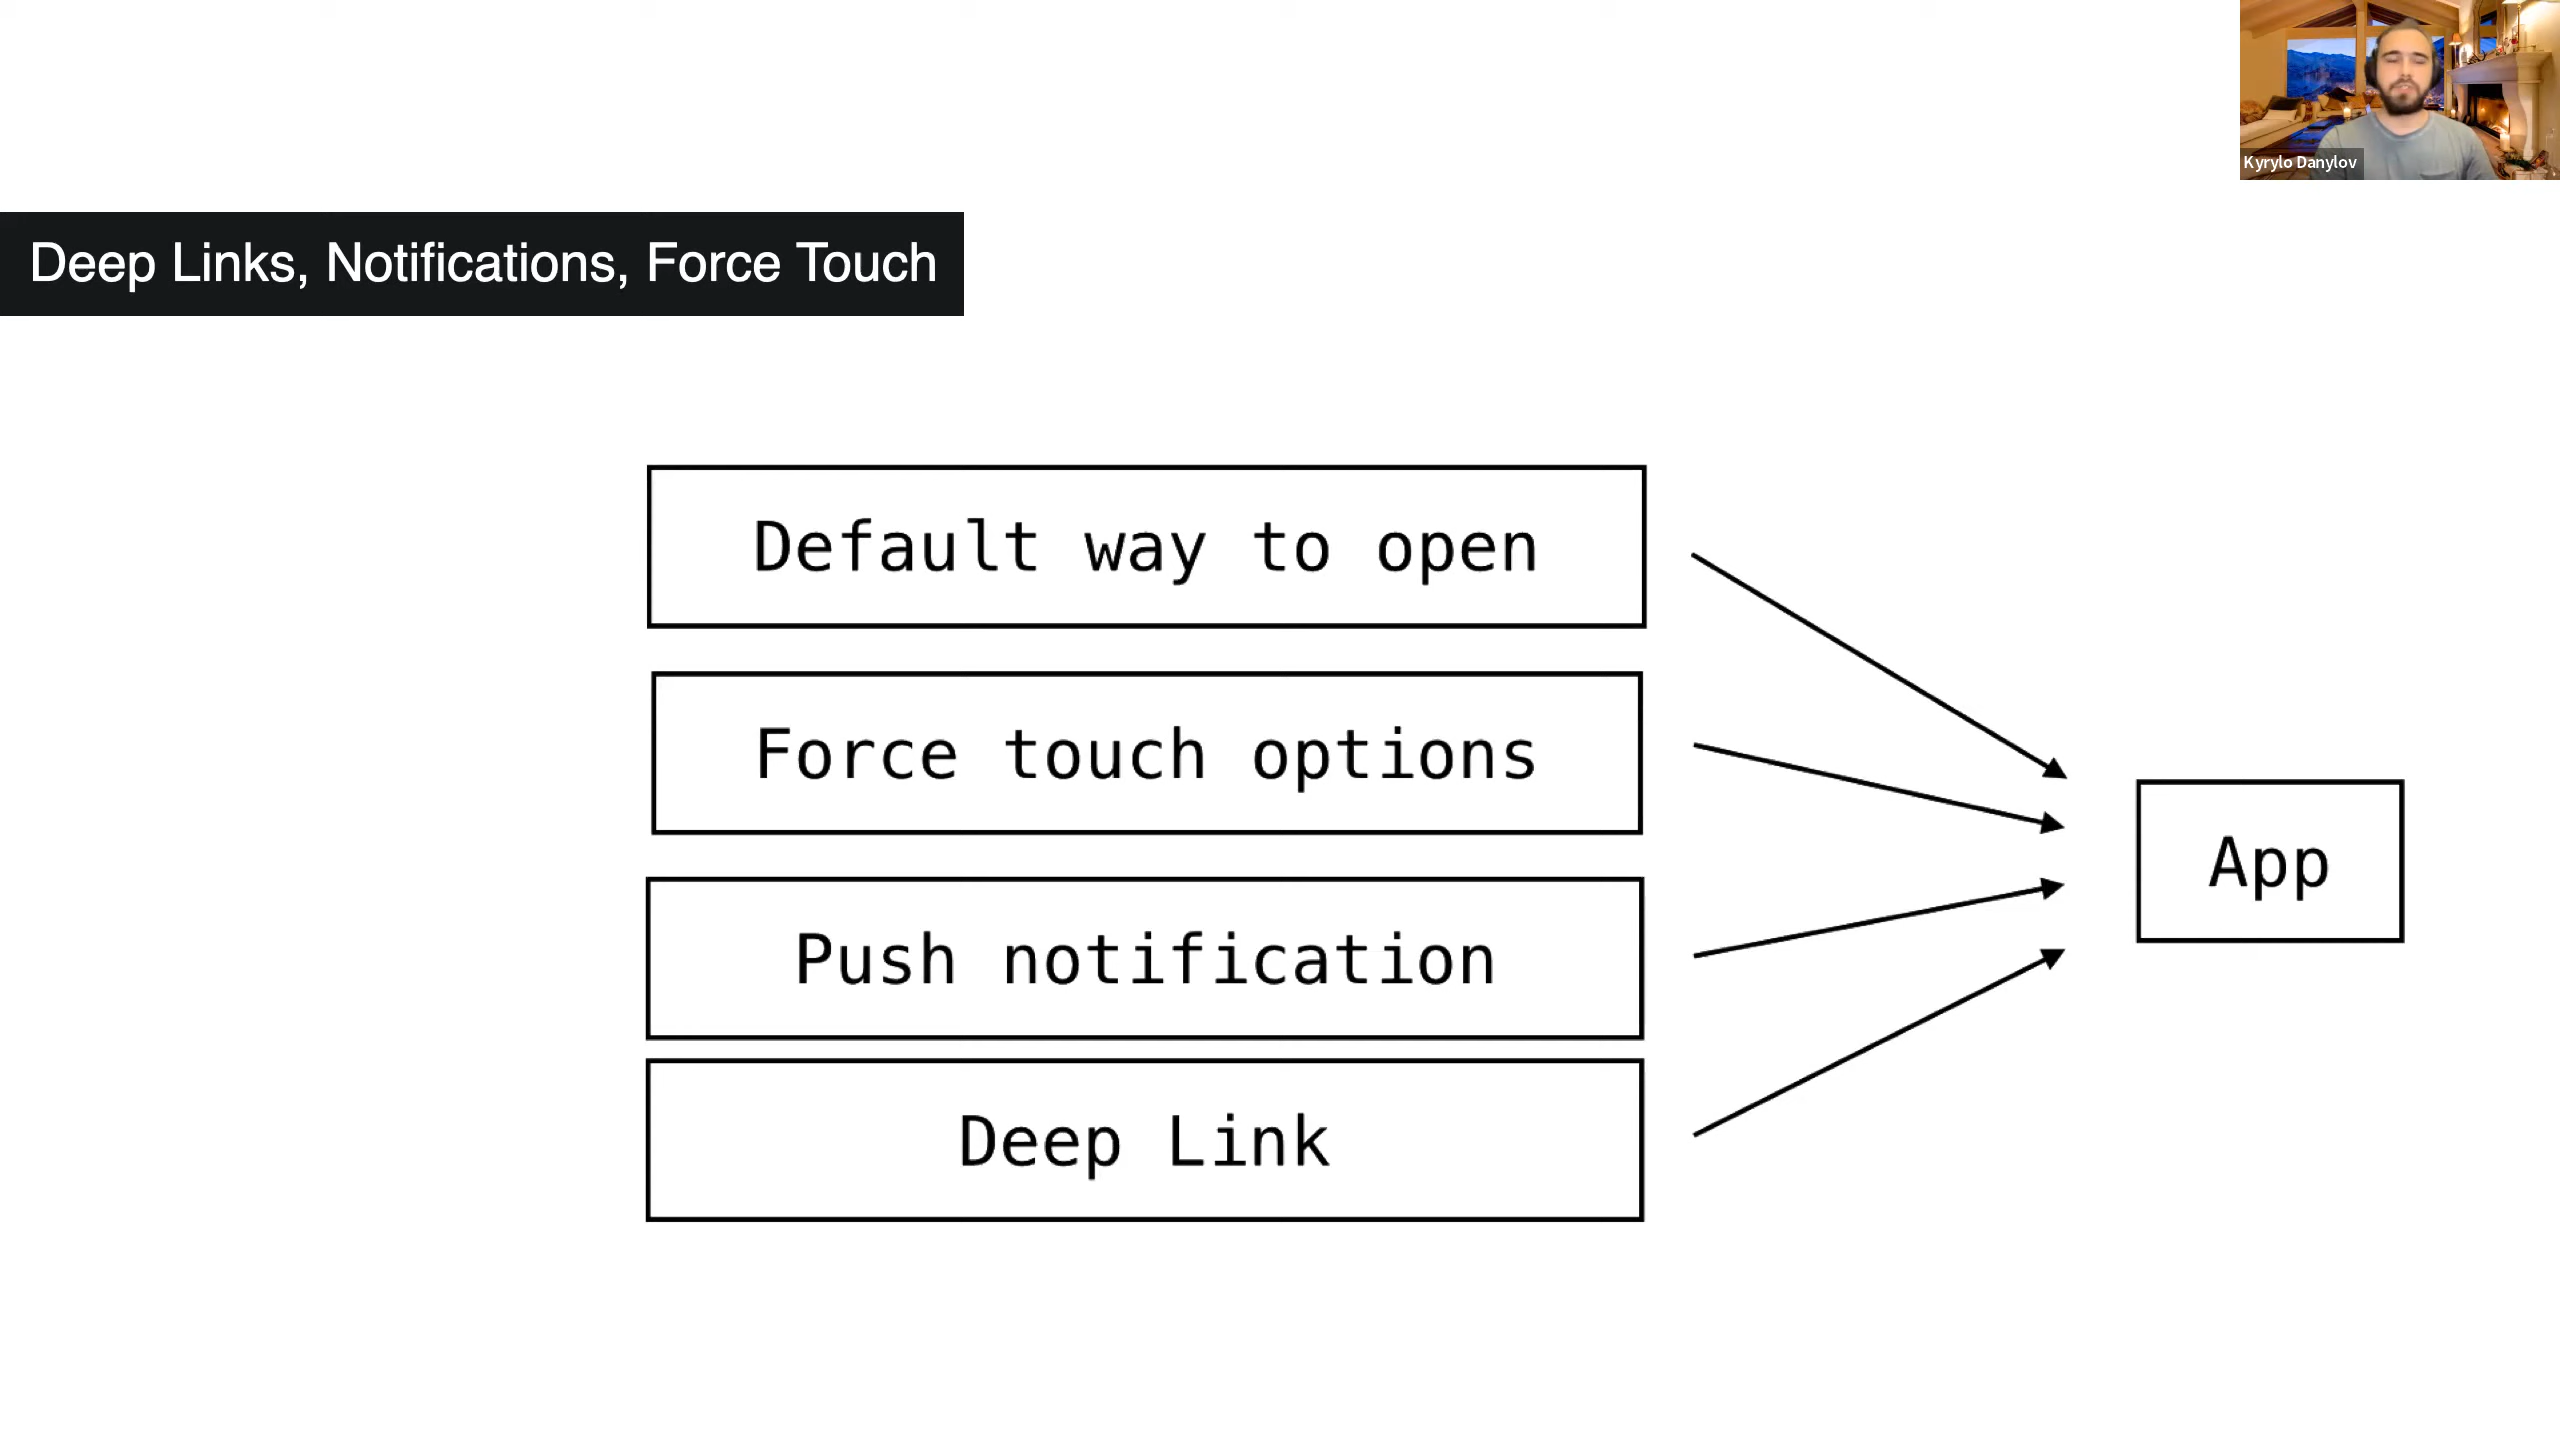 Kyrylo Danylov
Deep Links, Notifications, Force Touch
Default way to open
Force touch options
Push notification
Deep Link
App